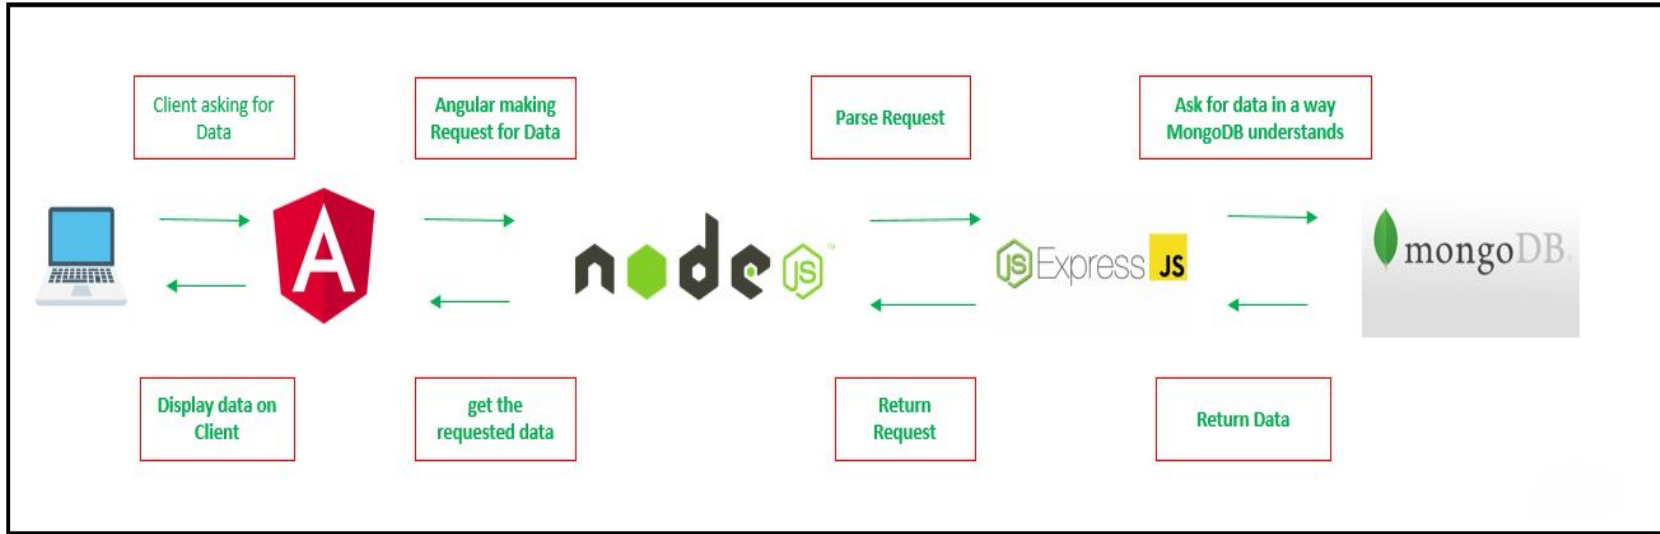 Client asking for
Data
Angular making
Request for Data
Parse Request
Ask for data in a way
MongoDB understands
A
node JS ™
JS Express JS
mongoDB.
Display data on
Client
get the
requested data
Return
Request
Return Data